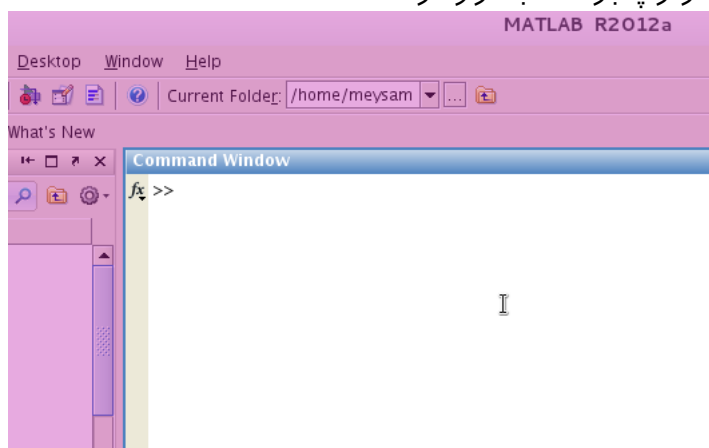 MATLAB R2012a
Desktop Window Help
Current Folder: /home/meysam ...
What's New
Command Window
fx >>